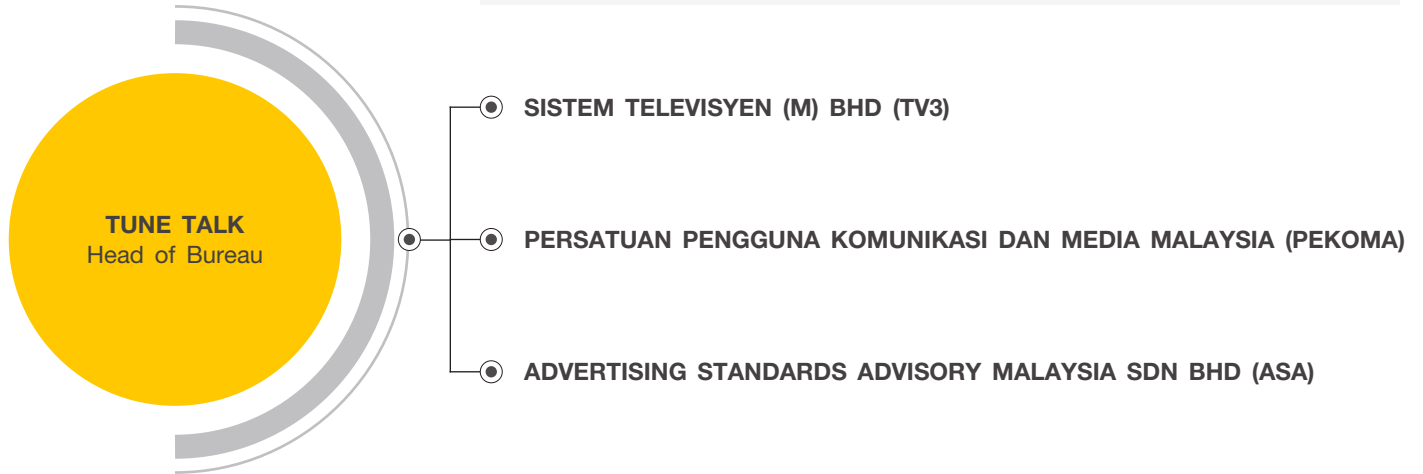 TUNE TALK
Head of Bureau
SISTEM TELEVISYEN (M) BHD (TV3)
PERSATUAN PENGGUNA KOMUNIKASI DAN MEDIA MALAYSIA (PEKOMA)
ADVERTISING STANDARDS ADVISORY MALAYSIA SDN BHD (ASA)